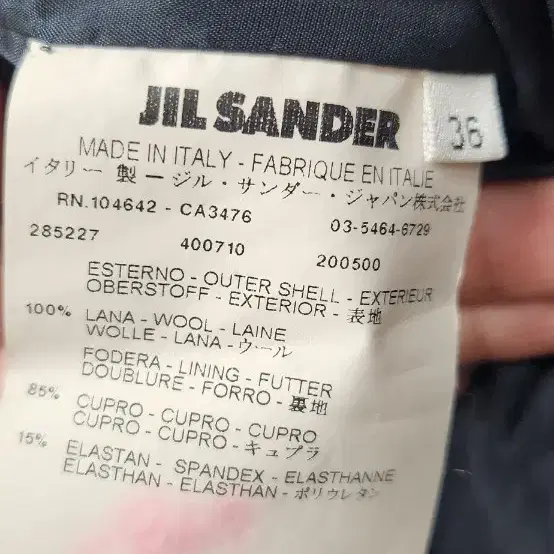 JIL SANDER
36
MADE IN ITALY - FABRIQUE EN ITALIE
イタリー 製 ー ジル・サンダー・ジャパン株式会社
RN.104642 - CA3476 03-5464-6729
285227 400710 200500
ESTERNO - OUTER SHELL - EXTERIEUR
OBERSTOFF - EXTERIOR - 表地
100% LANA - WOOL - LAINE
WOLLE - LANA - ウール
FODERA - LINING - FUTTER
DOUBLURE - FORRO - 裏地
85% CUPRO - CUPRO - CUPRO
CUPRO - CUPRO - キュプラ
15% ELASTAN - SPANDEX - ELASTHANNE
ELASTHAN - ELASTHAN - ポリウレタン